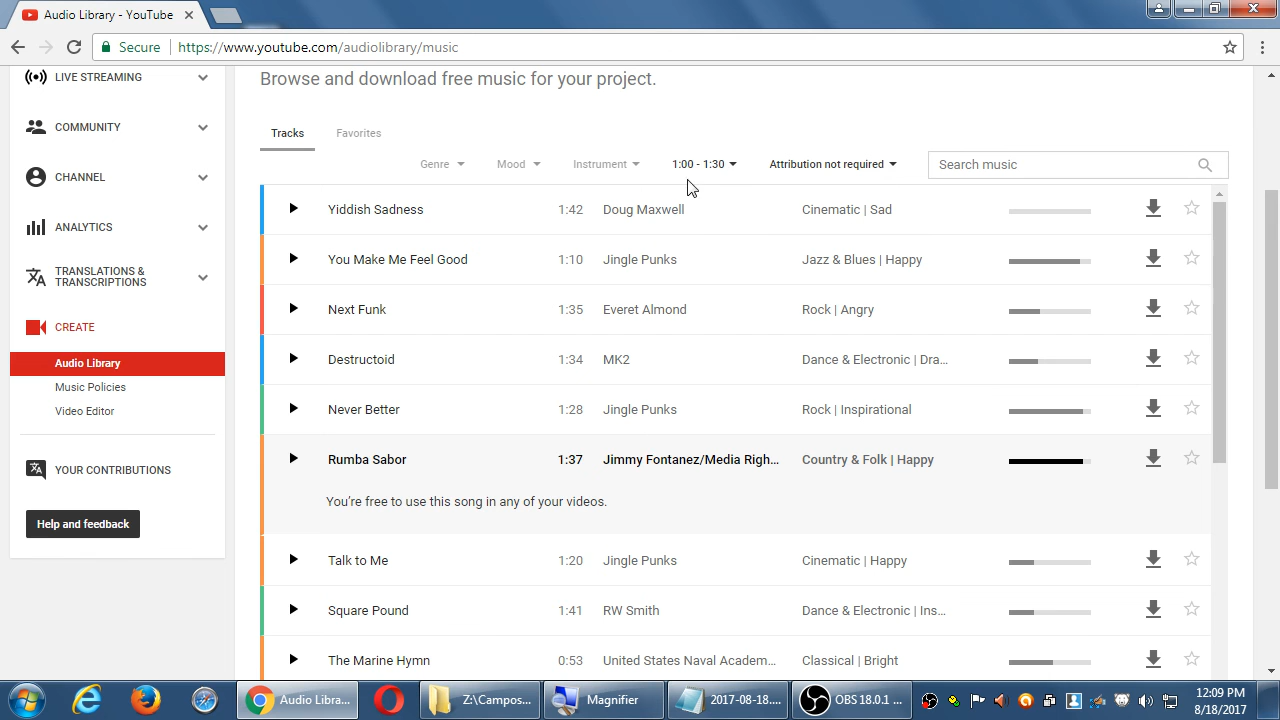 Audio Library - YouTube
Secure https://www.youtube.com/audiolibrary/music
LIVE STREAMING
COMMUNITY
CHANNEL
ANALYTICS
TRANSLATIONS &
TRANSCRIPTIONS
CREATE
Audio Library
Music Policies
Video Editor
YOUR CONTRIBUTIONS
Help and feedback
Browse and download free music for your project.
Tracks Favorites
Genre Mood Instrument 1:00 - 1:30 Attribution not required Search music
Yiddish Sadness 1:42 Doug Maxwell Cinematic | Sad
You Make Me Feel Good 1:10 Jingle Punks Jazz & Blues | Happy
Next Funk 1:35 Everet Almond Rock | Angry
Destructoid 1:34 MK2 Dance & Electronic | Dra...
Never Better 1:28 Jingle Punks Rock | Inspirational
Rumba Sabor 1:37 Jimmy Fontanez/Media Righ... Country & Folk | Happy
You're free to use this song in any of your videos.
Talk to Me 1:20 Jingle Punks Cinematic | Happy
Square Pound 1:41 RW Smith Dance & Electronic | Ins...
The Marine Hymn 0:53 United States Naval Academ... Classical | Bright
Audio Libra... Z:\Campos... Magnifier 2017-08-18.... OBS 18.0.1 ... 12:09 PM
8/18/2017